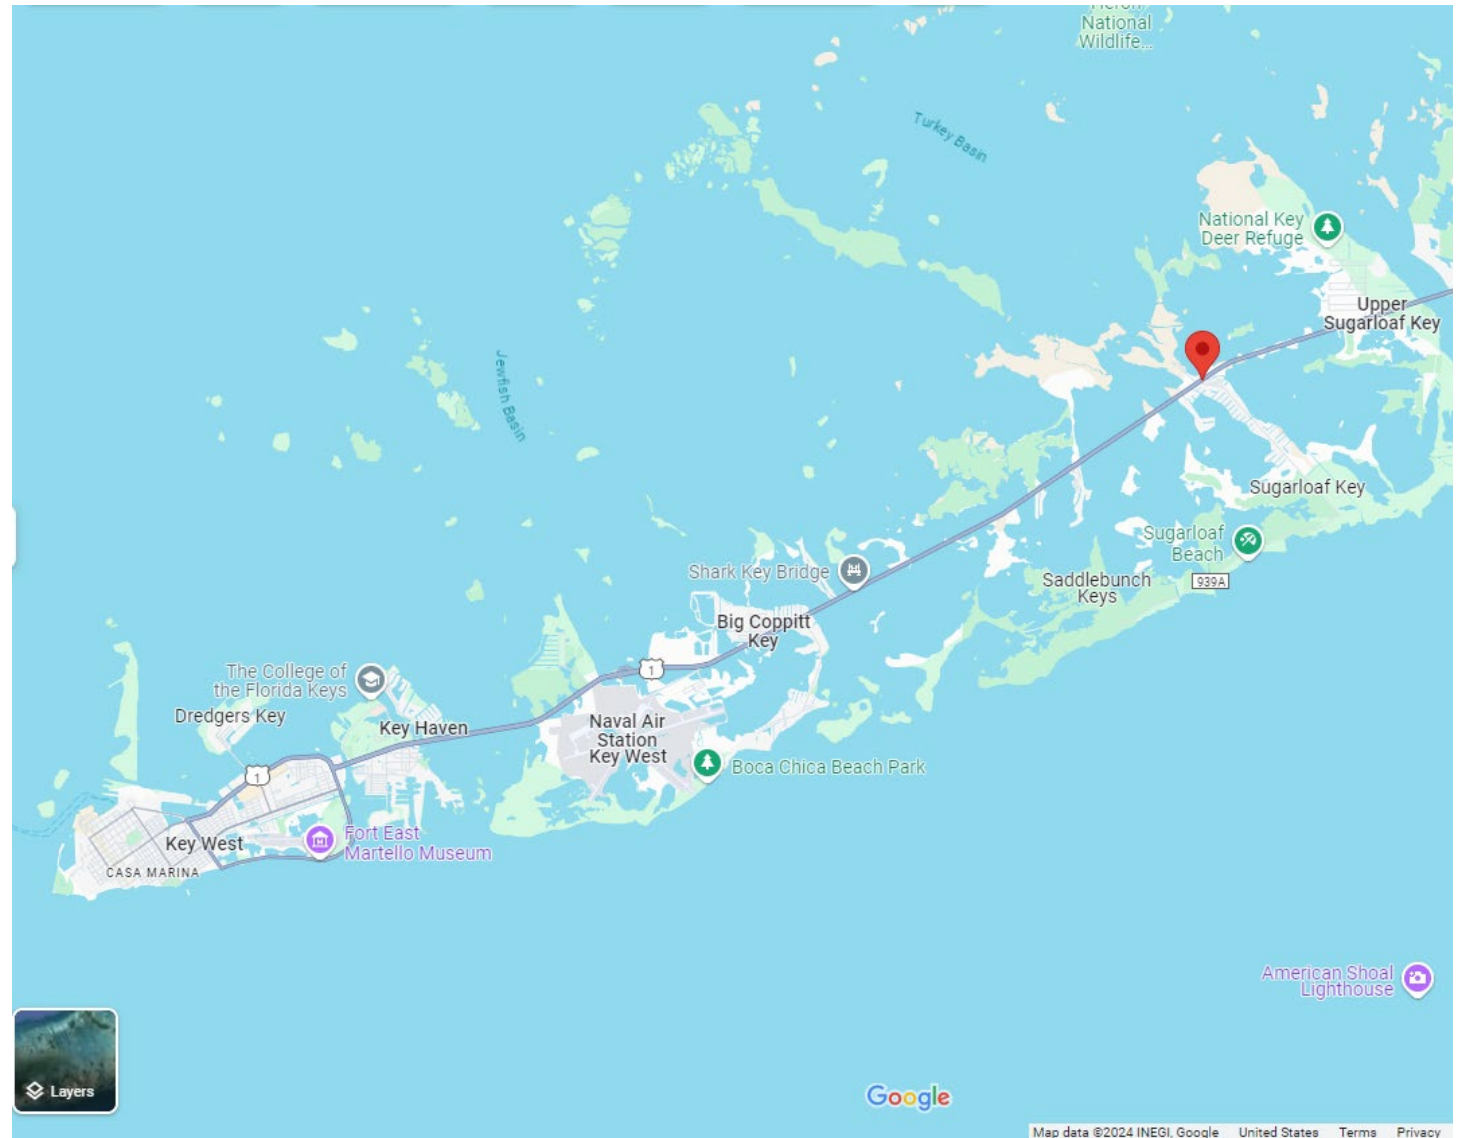 Heron
National
Wildlife...
Turkey Basin
National Key
Deer Refuge
Upper
Sugarloaf Key
Jewfish Basin
Sugarloaf Key
Sugarloaf
Beach
Shark Key Bridge
Saddlebunch
Keys
939A
Big Coppitt
Key
1
The College of
the Florida Keys
Dredgers Key
Key Haven
Naval Air
Station
Key West
Boca Chica Beach Park
1
Key West
Fort East
Martello Museum
CASA MARINA
American Shoal
Lighthouse
Layers
Google
Map data ©2024 INEGI, Google United States Terms Privacy